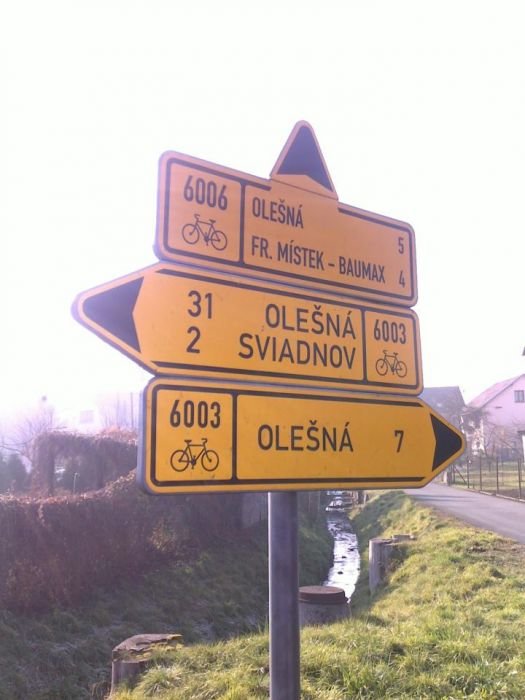 6006
OLEŠNÁ 5
FR. MÍSTEK - BAUMAX 4
31 OLEŠNÁ
2 SVIADNOV
6003
6003
OLEŠNÁ 7